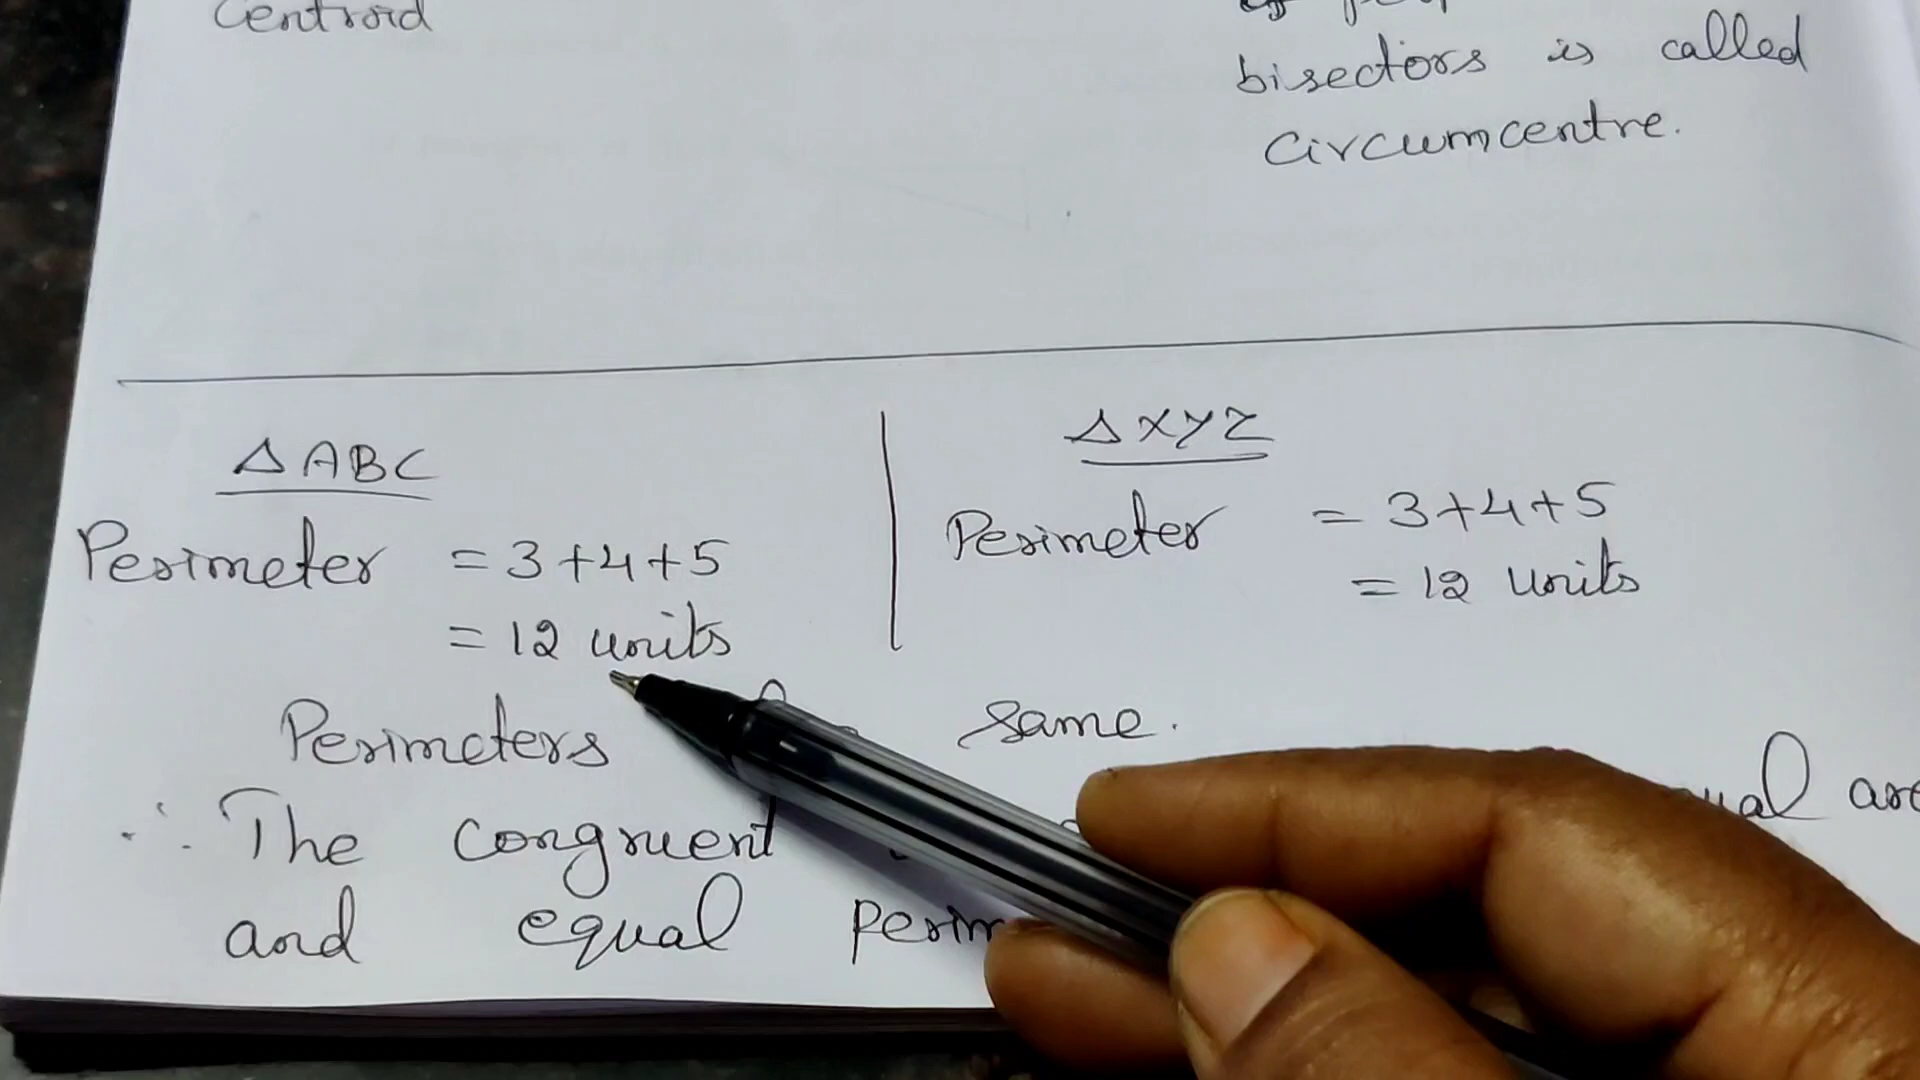 Centroid
bisectors is called
circumcentre.
△ ABC
Perimeter = 3+4+5
= 12 units
△ XYZ
Perimeter = 3+4+5
= 12 units
Perimeters same.
∴ The congruent are
and equal